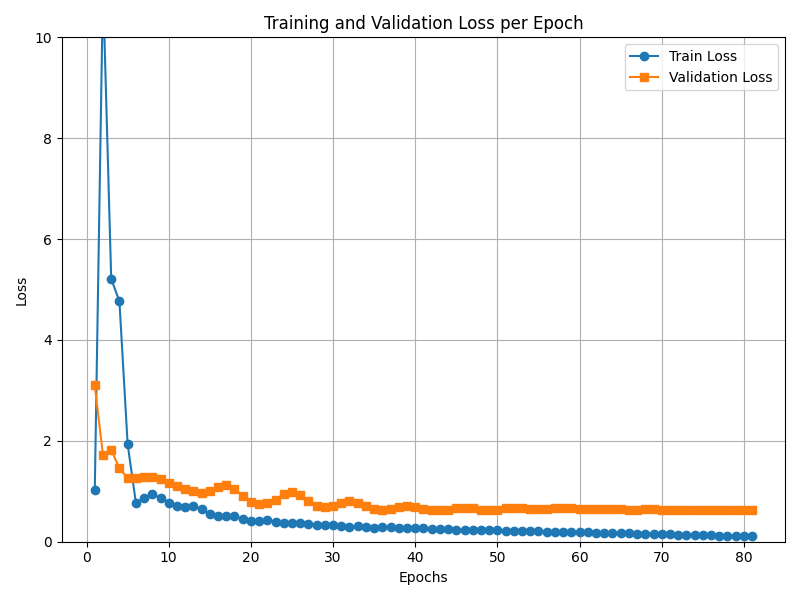 Training and Validation Loss per Epoch
Train Loss
Validation Loss
10
8
6
4
2
0
Loss
0 10 20 30 40 50 60 70 80
Epochs